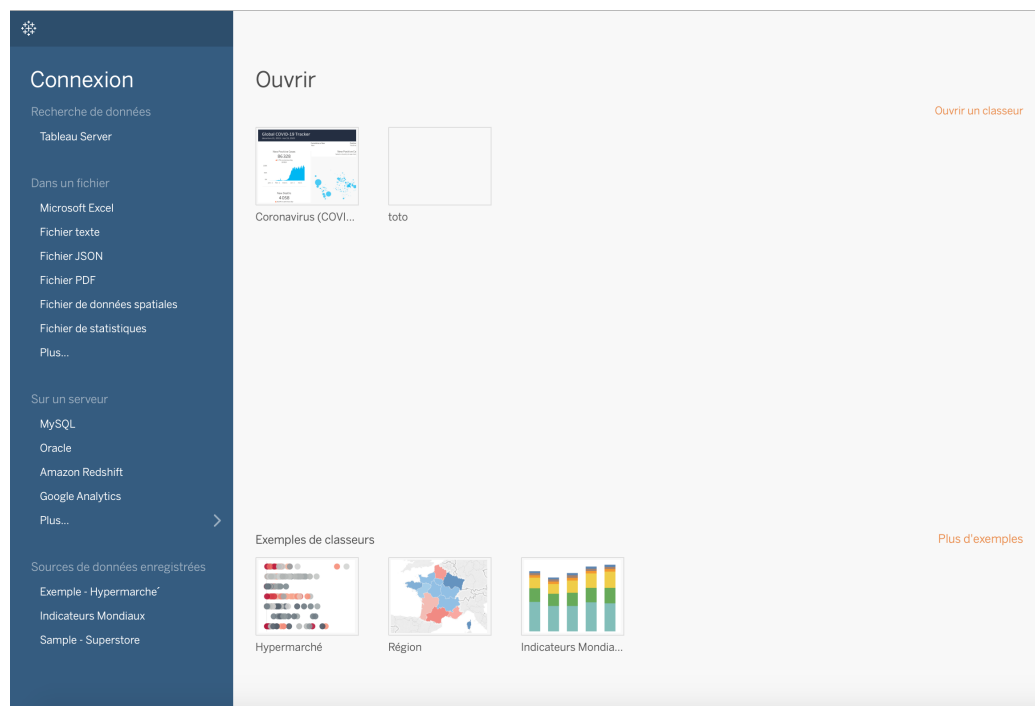 Connexion
Recherche de données
Tableau Server
Dans un fichier
Microsoft Excel
Fichier texte
Fichier JSON
Fichier PDF
Fichier de données spatiales
Fichier de statistiques
Plus...
Sur un serveur
MySQL
Oracle
Amazon Redshift
Google Analytics
Plus...
Sources de données enregistrées
Exemple - Hypermarche´
Indicateurs Mondiaux
Sample - Superstore
Ouvrir
Ouvrir un classeur
Global COVID-19 Tracker
Coronavirus (COVI...
toto
Exemples de classeurs
Plus d'exemples
Hypermarché
Région
Indicateurs Mondia...